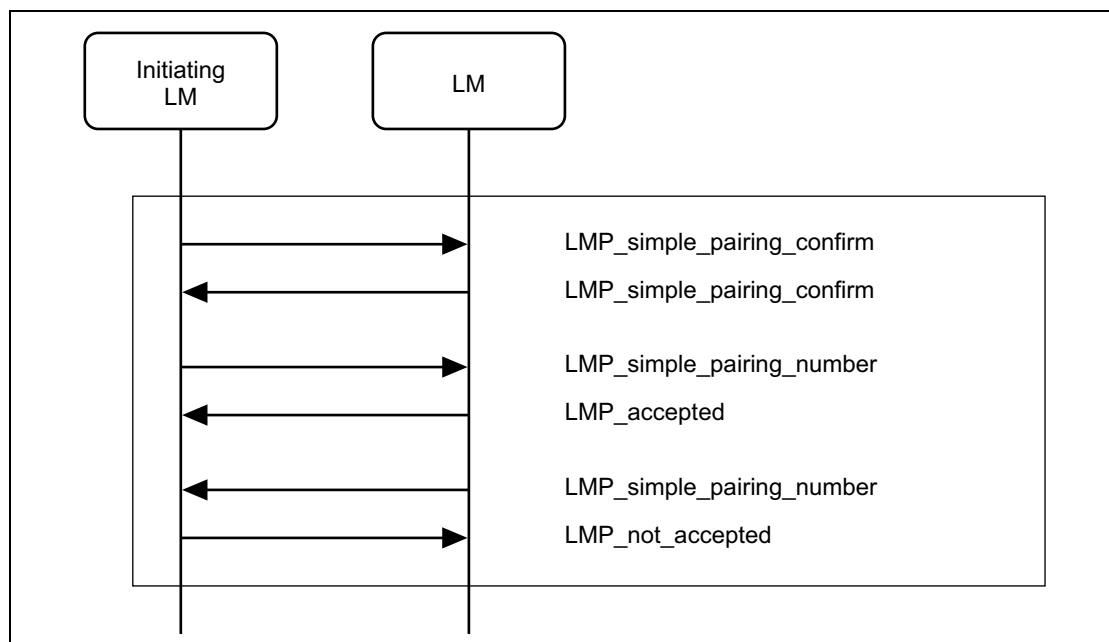 Initiating
LM
LM
LMP_simple_pairing_confirm
LMP_simple_pairing_confirm
LMP_simple_pairing_number
LMP_accepted
LMP_simple_pairing_number
LMP_not_accepted